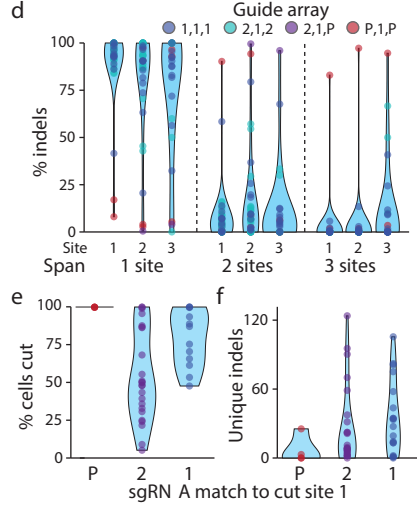 d
Guide array
1,1,1 2,1,2 2,1,P P,1,P
% indels
100
75
50
25
0
Site 1 2 3 1 2 3 1 2 3
Span 1 site 2 sites 3 sites
e
% cells cut
100
50
0
P 2 1
f
Unique indels
120
60
0
P 2 1
sgRN A match to cut site 1